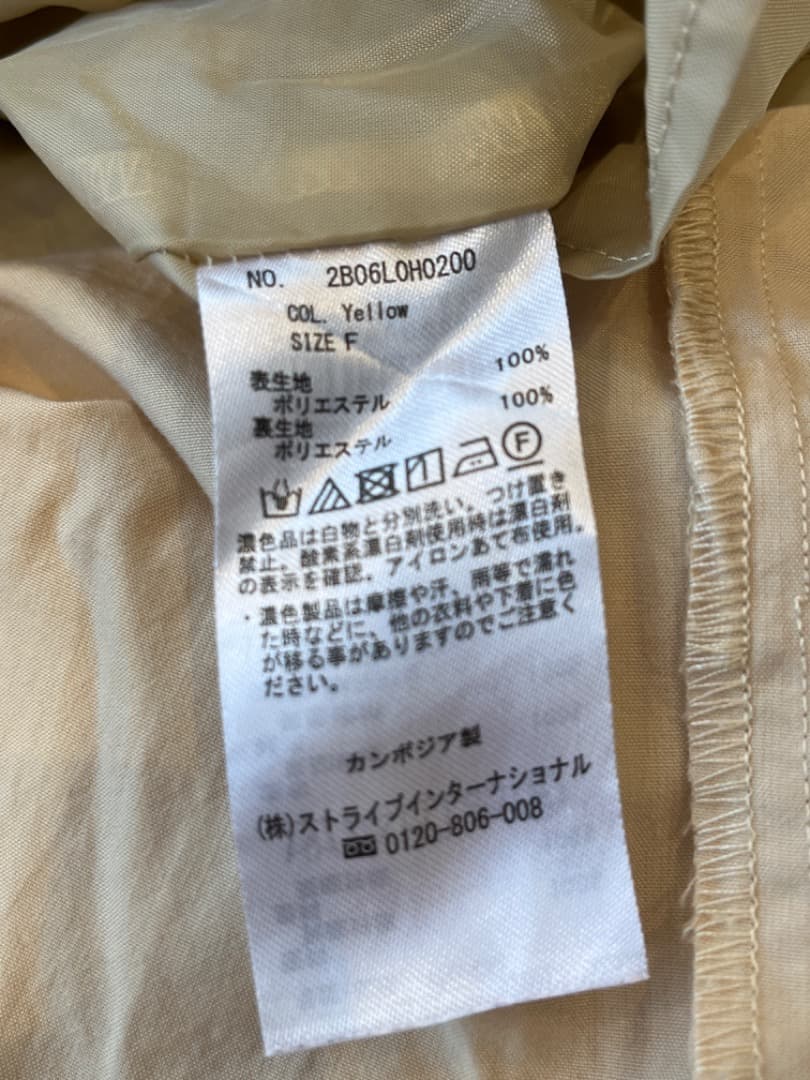 NO. 2B06L0H0200
COL. Yellow
SIZE F
表生地
ポリエステル 100%
裏生地
ポリエステル 100%
F
濃色品は白物と分別洗い。つけ置き
禁止。酸素系漂白剤使用時は漂白剤
の表示を確認。アイロンあて布使用。
・濃色製品は摩擦や汗、雨等で濡れ
た時などに、他の衣料や下着に色
が移る事がありますのでご注意く
ださい。
カンボジア製
(株)ストライプインターナショナル
0120-806-008